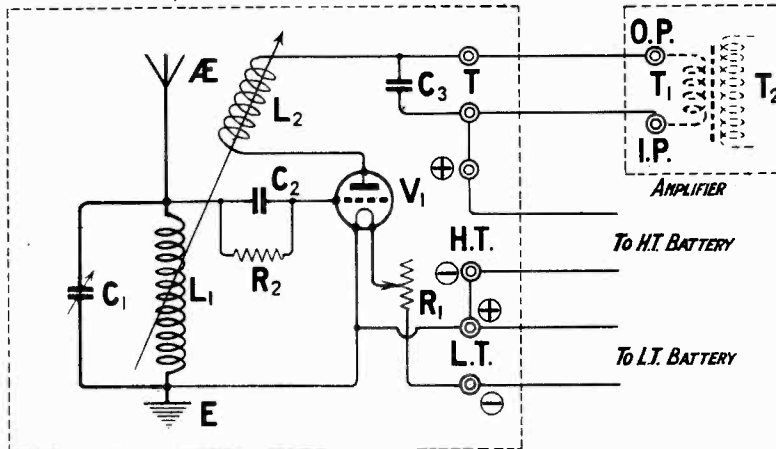 Æ
L₂
C₃
T
O.P.
T₁
T₂
I.P.
AMPLIFIER
C₂
V₁
⊕
TO H.T. BATTERY
H.T.
⊖
R₂
C₁
L₁
R₁
⊕
L.T.
TO L.T. BATTERY
⊖
E